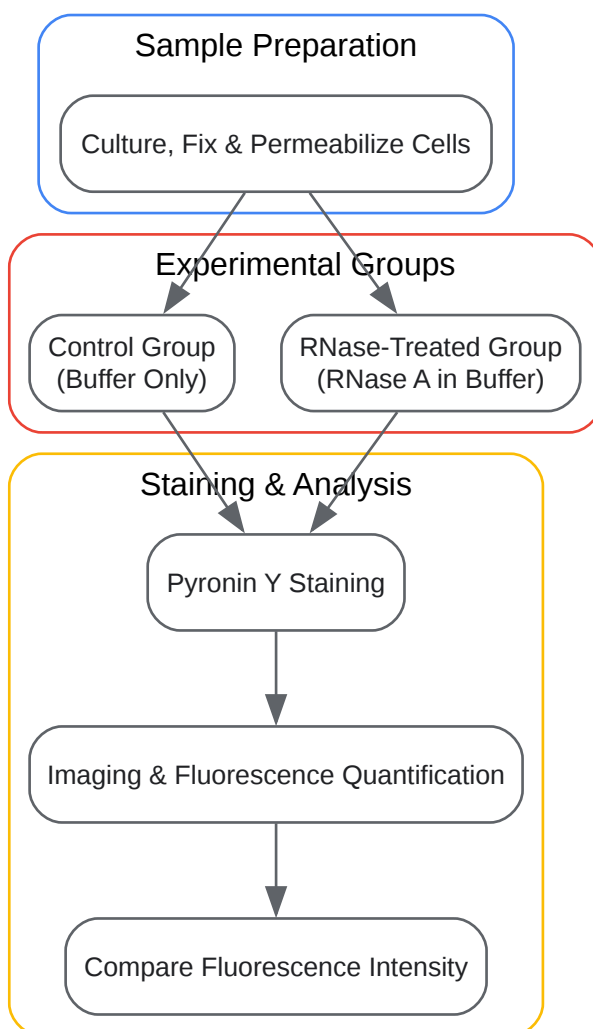 Sample Preparation
Culture, Fix & Permeabilize Cells
Experimental Groups
Control Group
(Buffer Only)
RNase-Treated Group
(RNase A in Buffer)
Staining & Analysis
Pyronin Y Staining
Imaging & Fluorescence Quantification
Compare Fluorescence Intensity